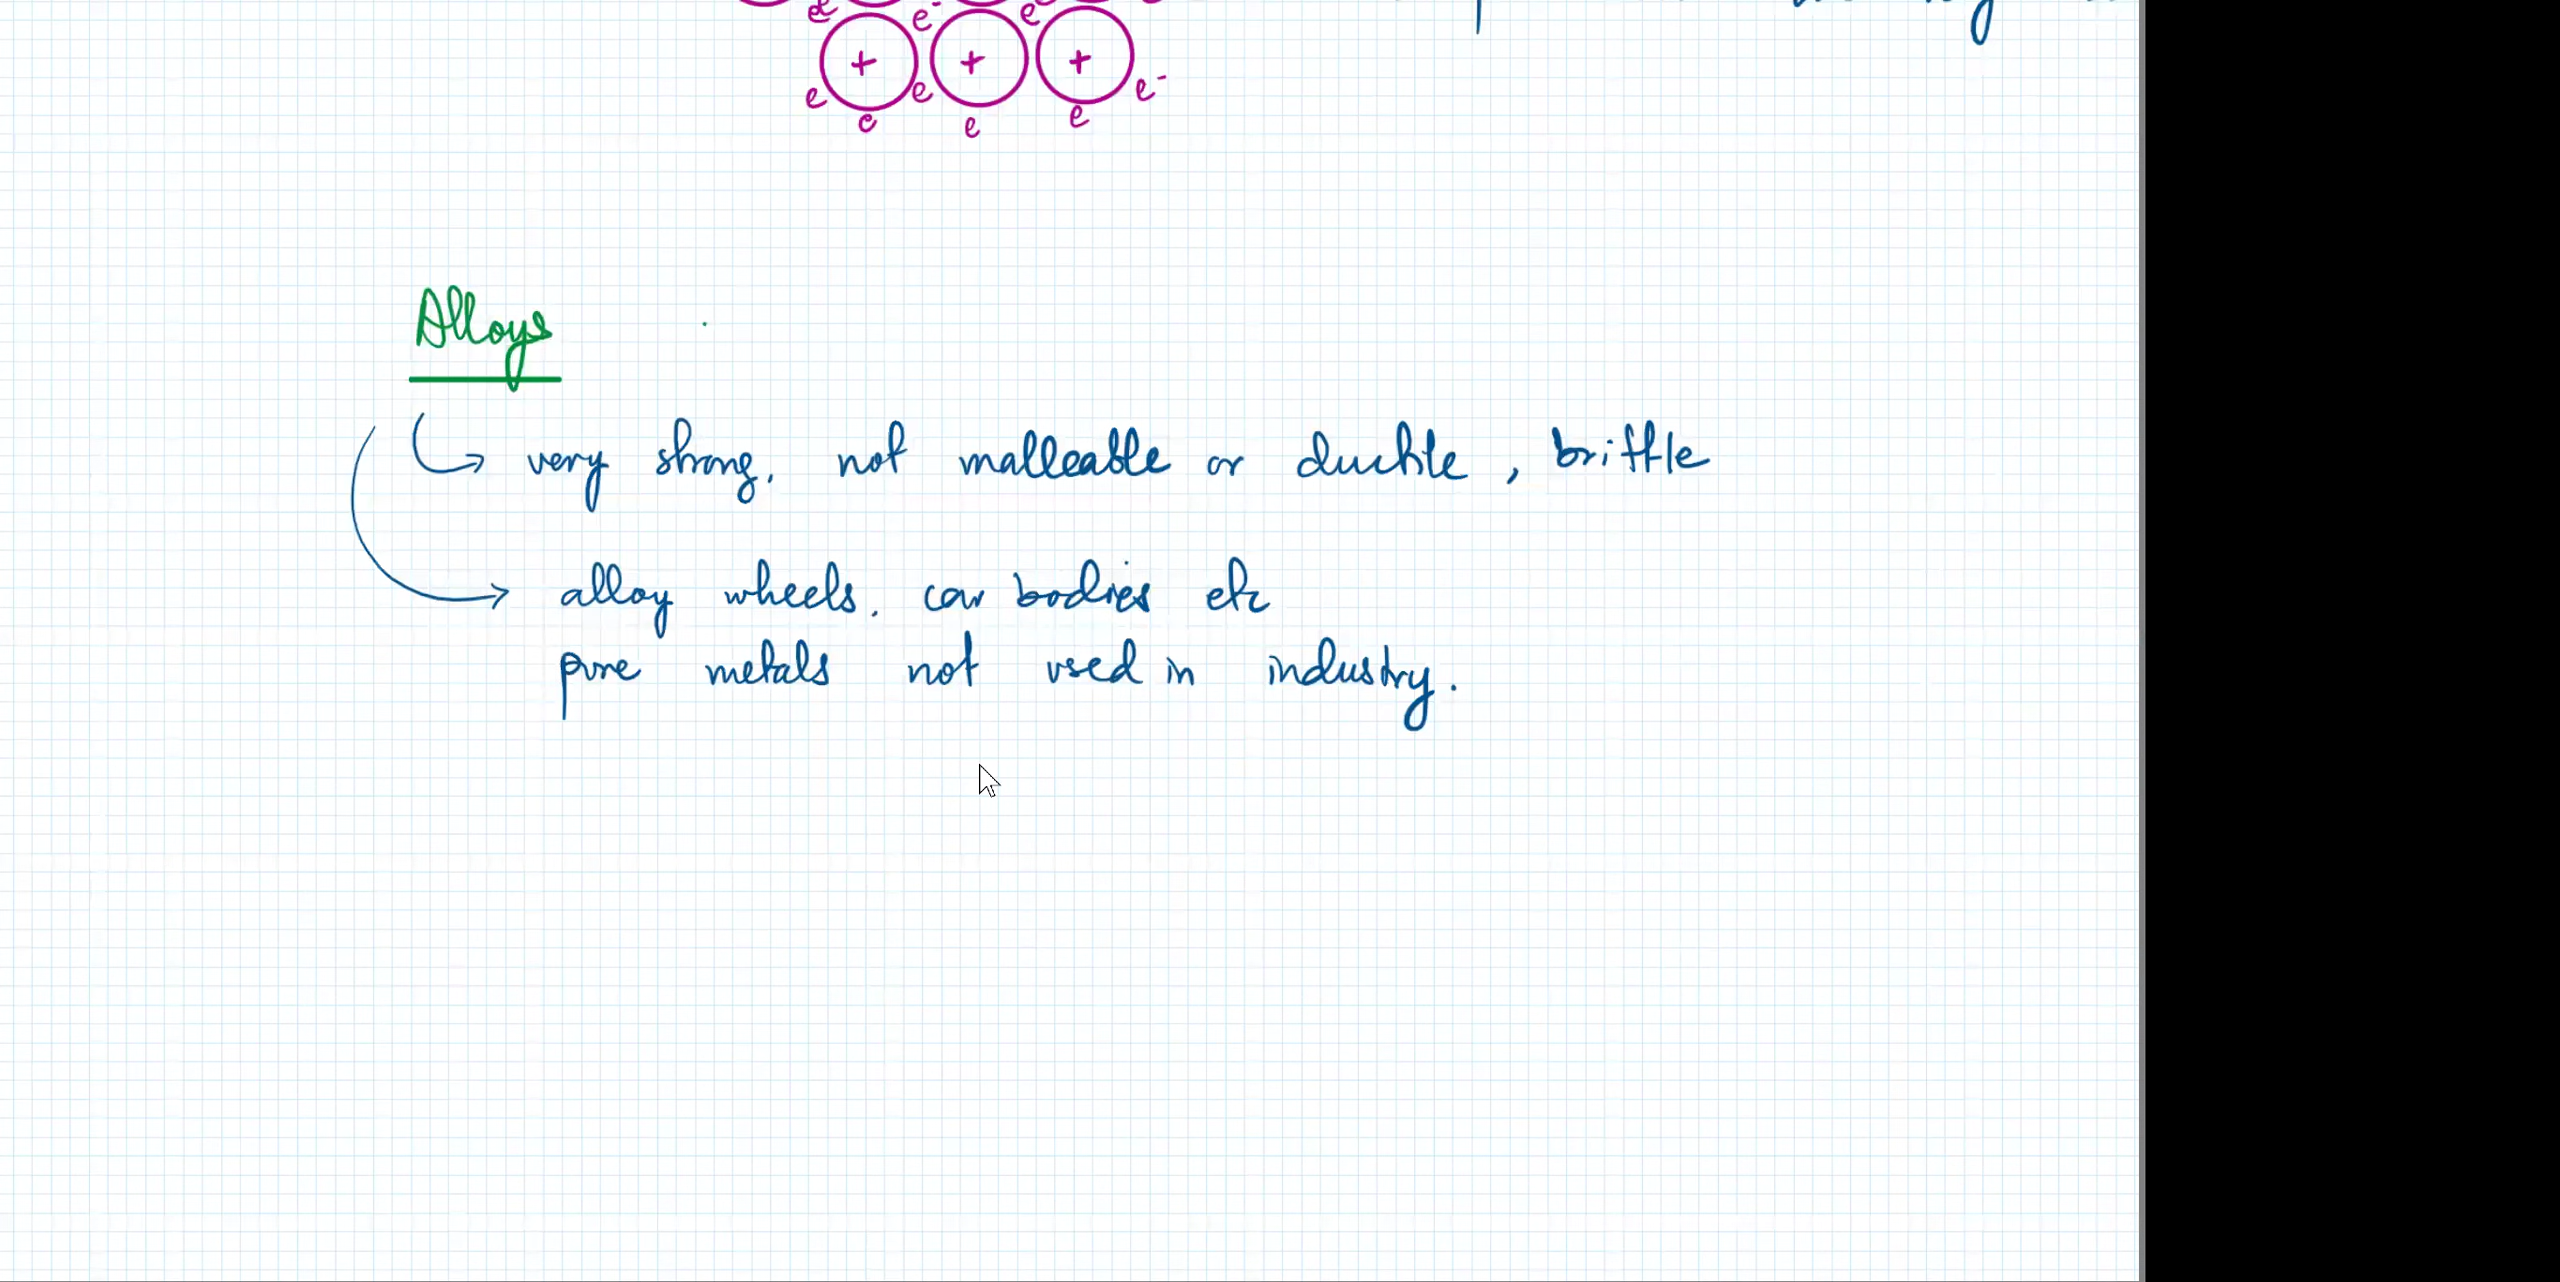 e e⁻ e
+ + +
e e e⁻
e e e
Alloys
very strong, not malleable or ductile, brittle
alloy wheels, car bodies etc
pure metals not used in industry.